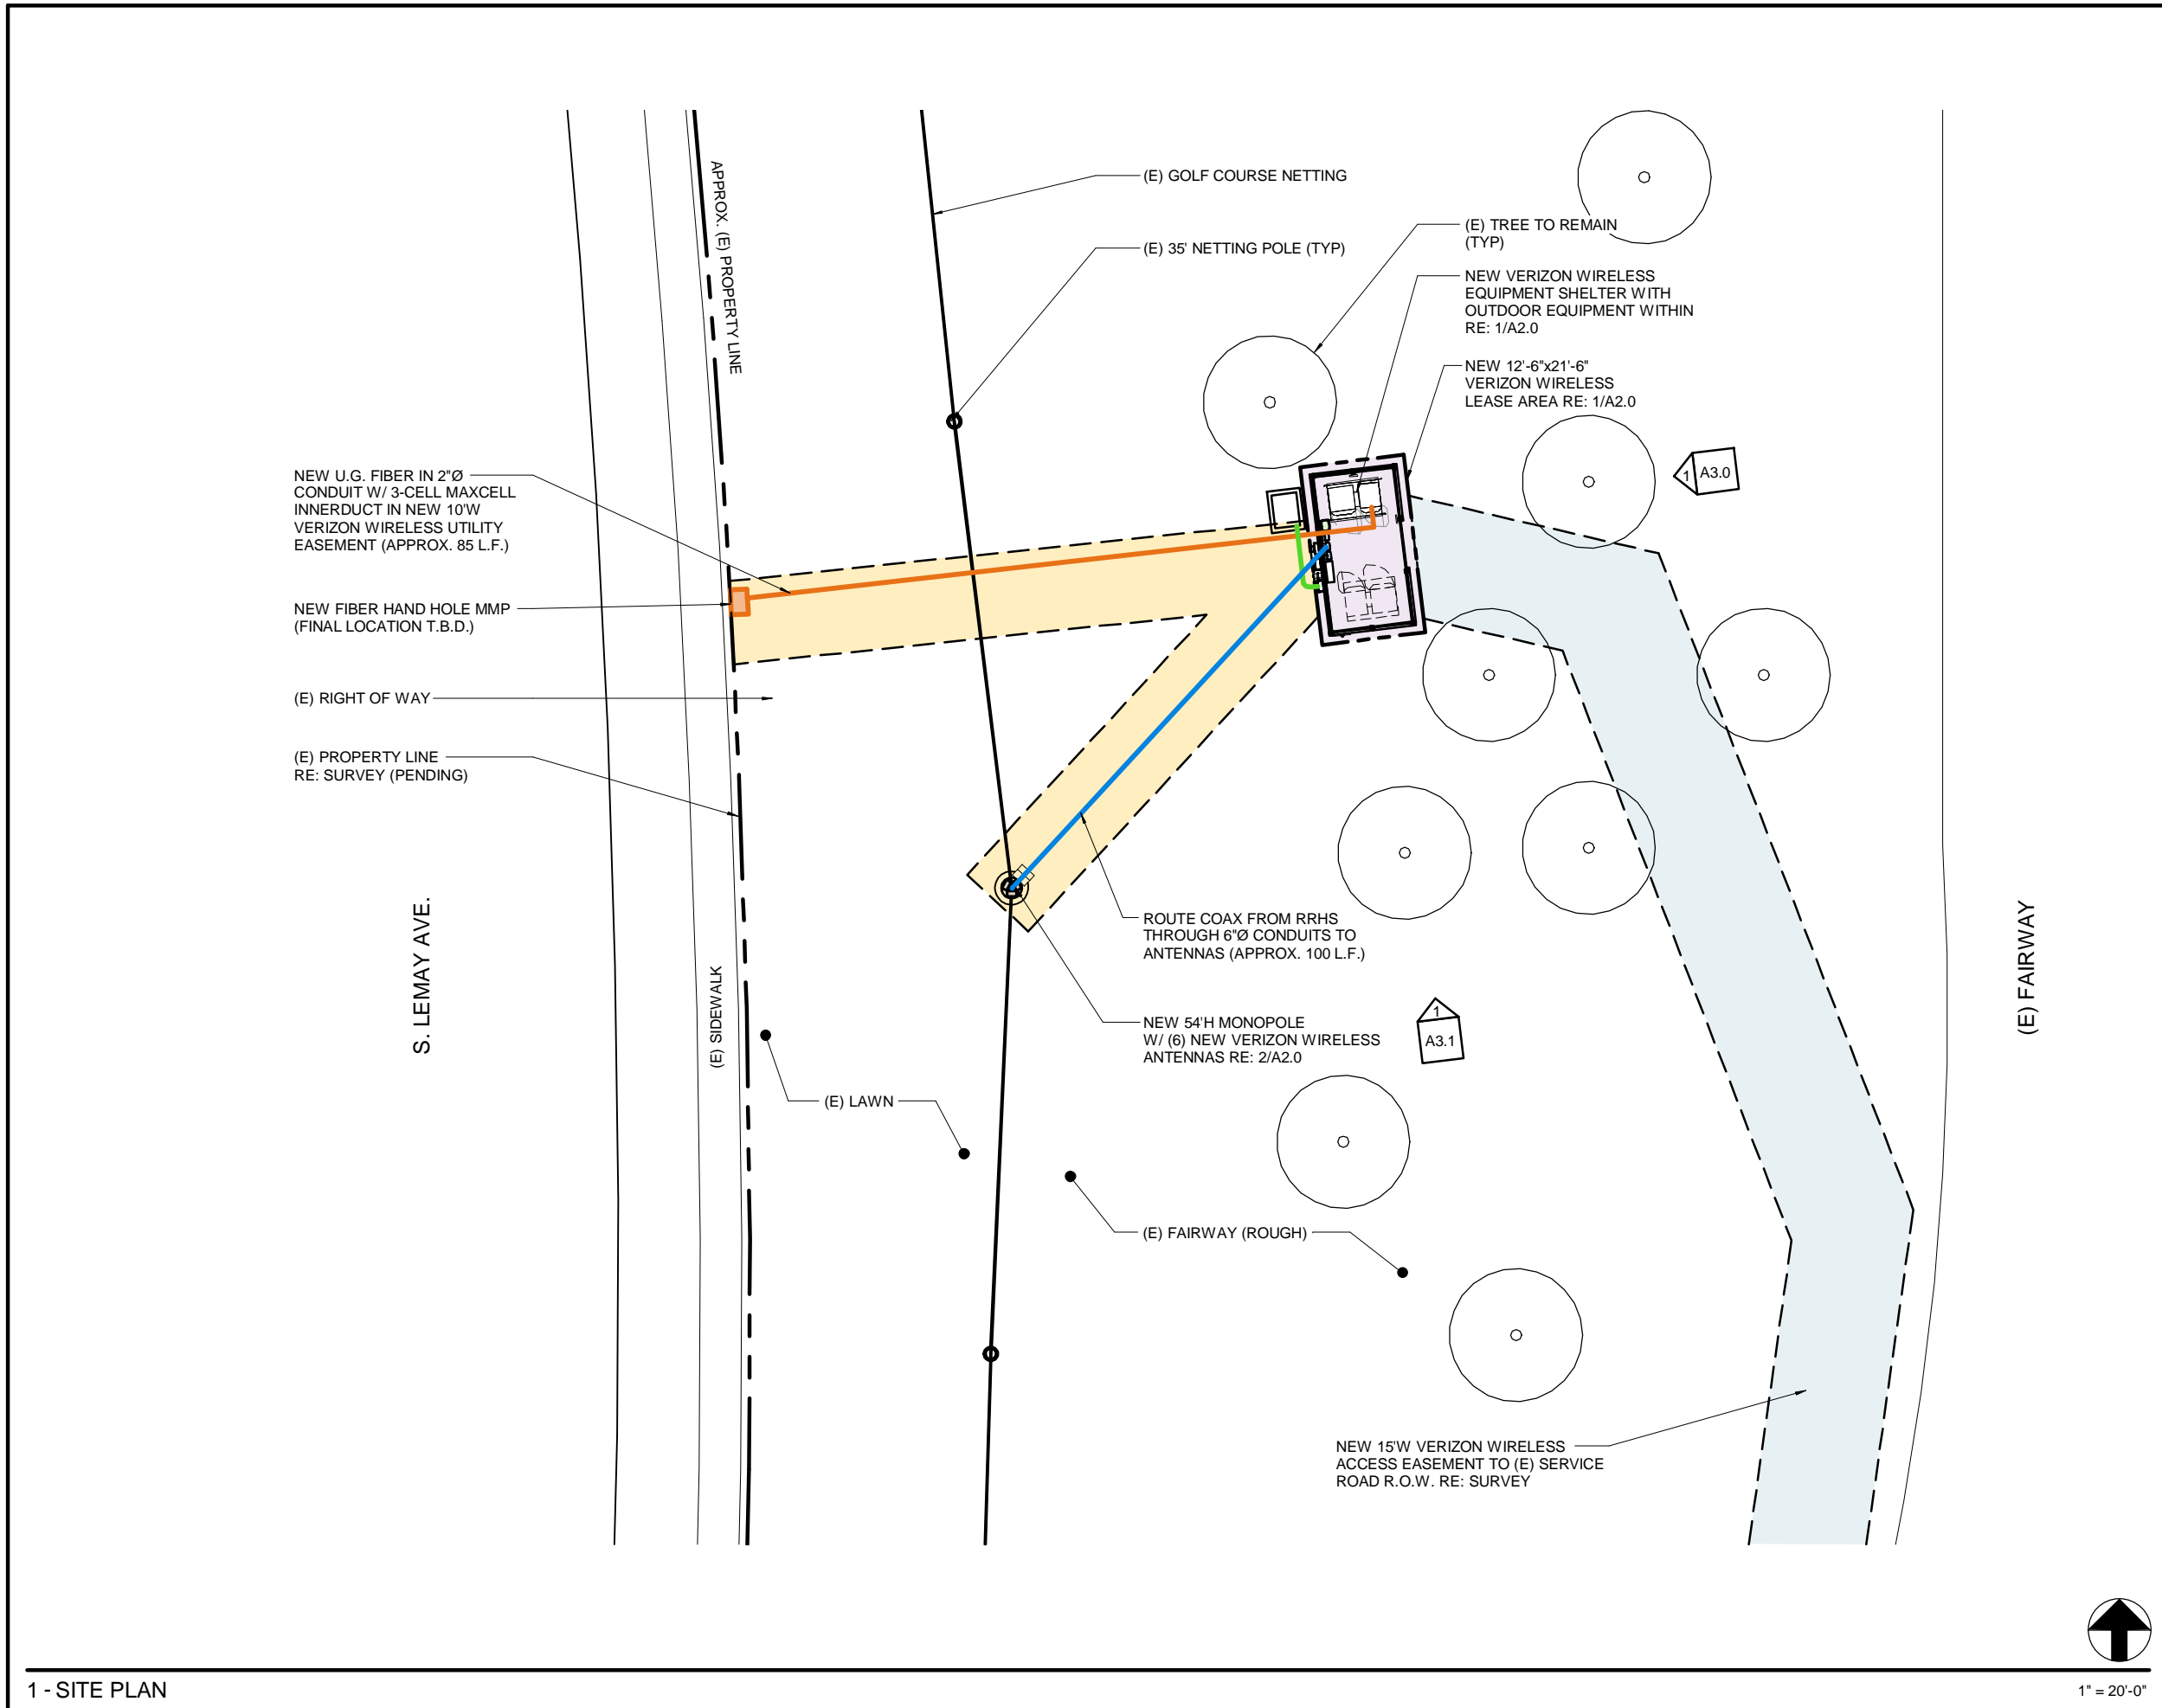 (E) GOLF COURSE NETTING
(E) 35' NETTING POLE (TYP)
(E) TREE TO REMAIN
(TYP)
NEW VERIZON WIRELESS
EQUIPMENT SHELTER WITH
OUTDOOR EQUIPMENT WITHIN
RE: 1/A2.0
NEW 12'-6"x21'-6"
VERIZON WIRELESS
LEASE AREA RE: 1/A2.0
APPROX. (E) PROPERTY LINE
1
A3.0
NEW U.G. FIBER IN 2"Ø
CONDUIT W/ 3-CELL MAXCELL
INNERDUCT IN NEW 10'W
VERIZON WIRELESS UTILITY
EASEMENT (APPROX. 85 L.F.)
NEW FIBER HAND HOLE MMP
(FINAL LOCATION T.B.D.)
(E) RIGHT OF WAY
(E) PROPERTY LINE
RE: SURVEY (PENDING)
S. LEMAY AVE.
(E) SIDEWALK
ROUTE COAX FROM RRHS
THROUGH 6"Ø CONDUITS TO
ANTENNAS (APPROX. 100 L.F.)
NEW 54'H MONOPOLE
W/ (6) NEW VERIZON WIRELESS
ANTENNAS RE: 2/A2.0
1
A3.1
(E) FAIRWAY
(E) LAWN
(E) FAIRWAY (ROUGH)
NEW 15'W VERIZON WIRELESS
ACCESS EASEMENT TO (E) SERVICE
ROAD R.O.W. RE: SURVEY
1 - SITE PLAN
1" = 20'-0"